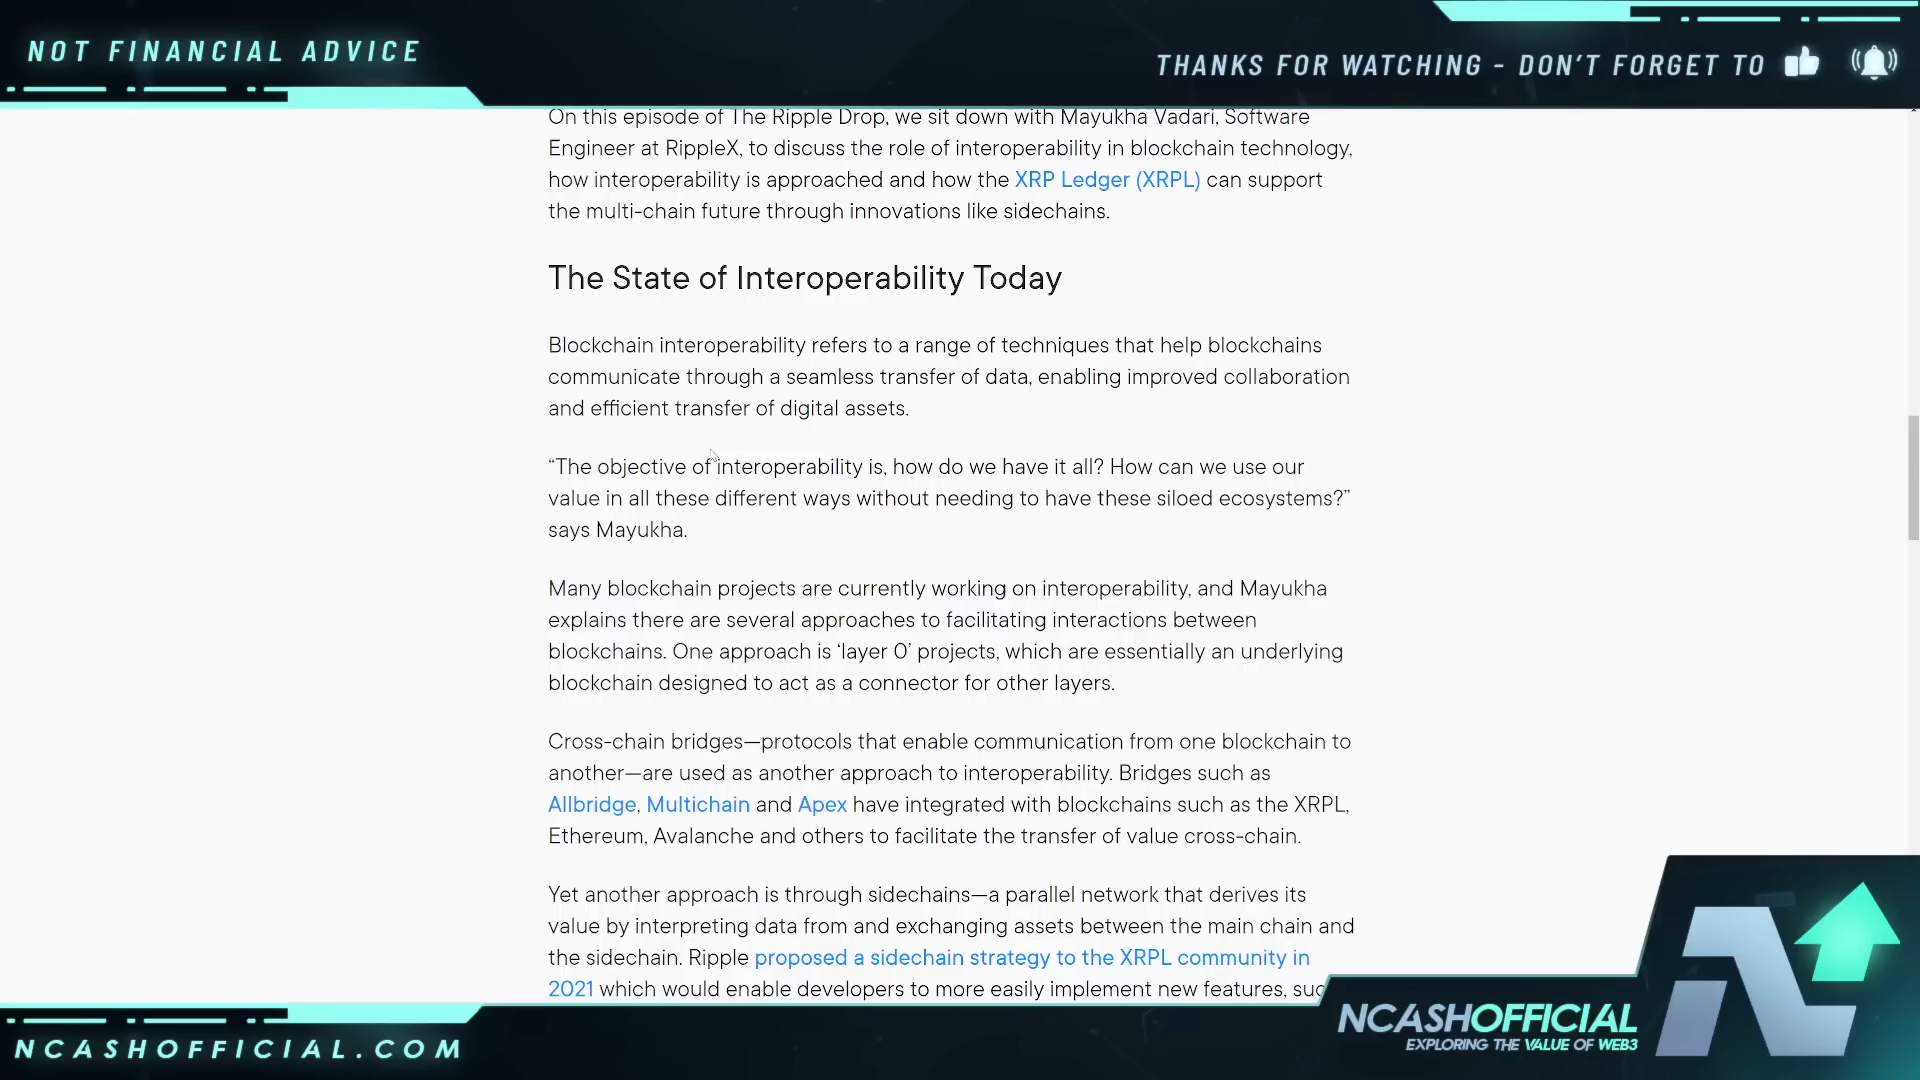 NOT FINANCIAL ADVICE
THANKS FOR WATCHING - DON'T FORGET TO
On this episode of The Ripple Drop, we sit down with Mayukha Vadari, Software
Engineer at RippleX, to discuss the role of interoperability in blockchain technology,
how interoperability is approached and how the XRP Ledger (XRPL) can support
the multi-chain future through innovations like sidechains.
The State of Interoperability Today
Blockchain interoperability refers to a range of techniques that help blockchains
communicate through a seamless transfer of data, enabling improved collaboration
and efficient transfer of digital assets.
“The objective of interoperability is, how do we have it all? How can we use our
value in all these different ways without needing to have these siloed ecosystems?”
says Mayukha.
Many blockchain projects are currently working on interoperability, and Mayukha
explains there are several approaches to facilitating interactions between
blockchains. One approach is ‘layer 0’ projects, which are essentially an underlying
blockchain designed to act as a connector for other layers.
Cross-chain bridges—protocols that enable communication from one blockchain to
another—are used as another approach to interoperability. Bridges such as
Allbridge, Multichain and Apex have integrated with blockchains such as the XRPL,
Ethereum, Avalanche and others to facilitate the transfer of value cross-chain.
Yet another approach is through sidechains—a parallel network that derives its
value by interpreting data from and exchanging assets between the main chain and
the sidechain. Ripple proposed a sidechain strategy to the XRPL community in
2021 which would enable developers to more easily implement new features,
NCASHOFFICIAL.COM
NCASHOFFICIAL
EXPLORING THE VALUE OF WEB3